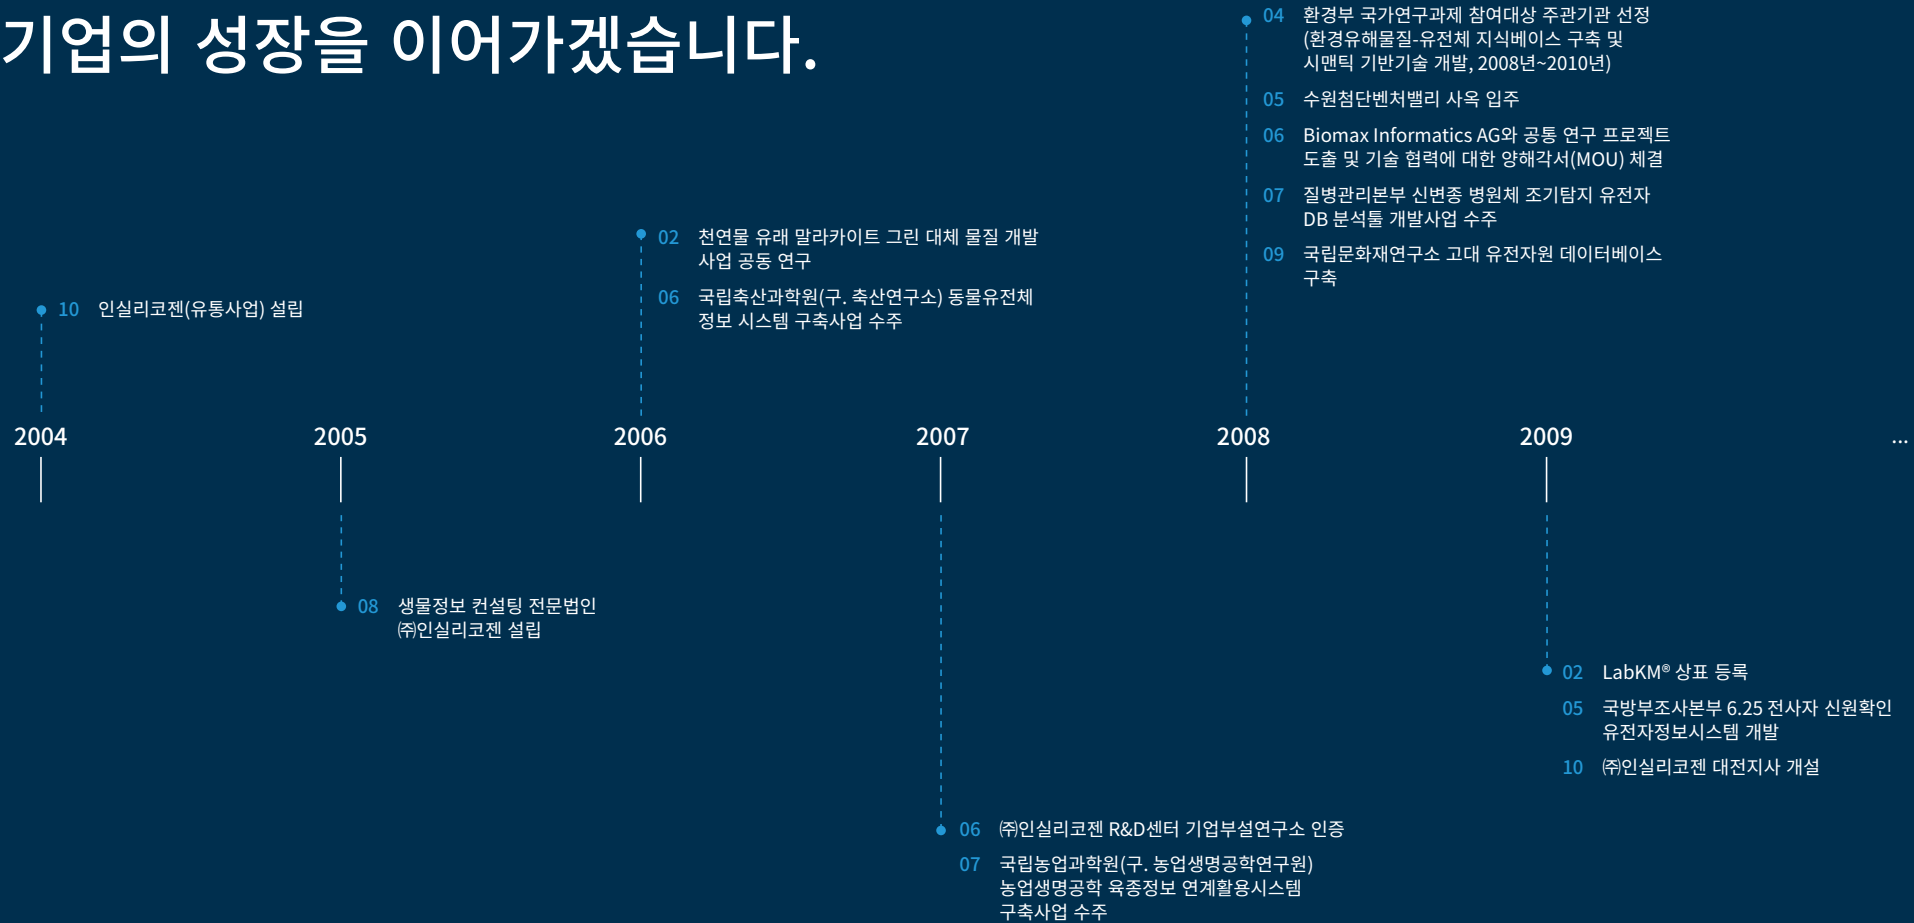 기업의 성장을 이어가겠습니다.
2004
10 인실리코젠(유통사업) 설립
2005
08 생물정보 컨설팅 전문법인
㈜인실리코젠 설립
2006
02 천연물 유래 말라카이트 그린 대체 물질 개발
사업 공동 연구
06 국립축산과학원(구. 축산연구소) 동물유전체
정보 시스템 구축사업 수주
2007
06 ㈜인실리코젠 R&D센터 기업부설연구소 인증
07 국립농업과학원(구. 농업생명공학연구원)
농업생명공학 육종정보 연계활용시스템
구축사업 수주
2008
04 환경부 국가연구과제 참여대상 주관기관 선정
(환경유해물질-유전체 지식베이스 구축 및
시맨틱 기반기술 개발, 2008년~2010년)
05 수원첨단벤처밸리 사옥 입주
06 Biomax Informatics AG와 공통 연구 프로젝트
도출 및 기술 협력에 대한 양해각서(MOU) 체결
07 질병관리본부 신변종 병원체 조기탐지 유전자
DB 분석툴 개발사업 수주
09 국립문화재연구소 고대 유전자원 데이터베이스
구축
2009
02 LabKM® 상표 등록
05 국방부조사본부 6.25 전사자 신원확인
유전자정보시스템 개발
10 ㈜인실리코젠 대전지사 개설
...